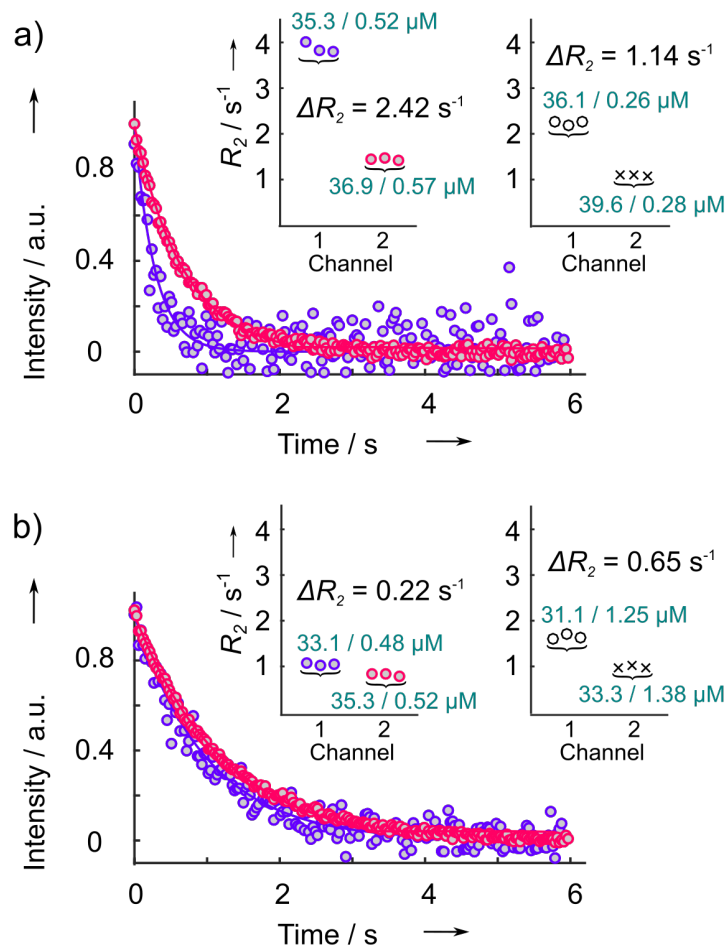 a)
Intensity / a.u.
0.8
0.4
0
0
2
4
6
Time / s
R₂ / s⁻¹
4
3
2
1
35.3 / 0.52 µM
ΔR₂ = 2.42 s⁻¹
36.9 / 0.57 µM
1
2
Channel
4
3
2
1
ΔR₂ = 1.14 s⁻¹
36.1 / 0.26 µM
39.6 / 0.28 µM
1
2
Channel
b)
Intensity / a.u.
0.8
0.4
0
0
2
4
6
Time / s
R₂ / s⁻¹
4
3
2
1
ΔR₂ = 0.22 s⁻¹
33.1 / 0.48 µM
35.3 / 0.52 µM
1
2
Channel
4
3
2
1
ΔR₂ = 0.65 s⁻¹
31.1 / 1.25 µM
33.3 / 1.38 µM
1
2
Channel